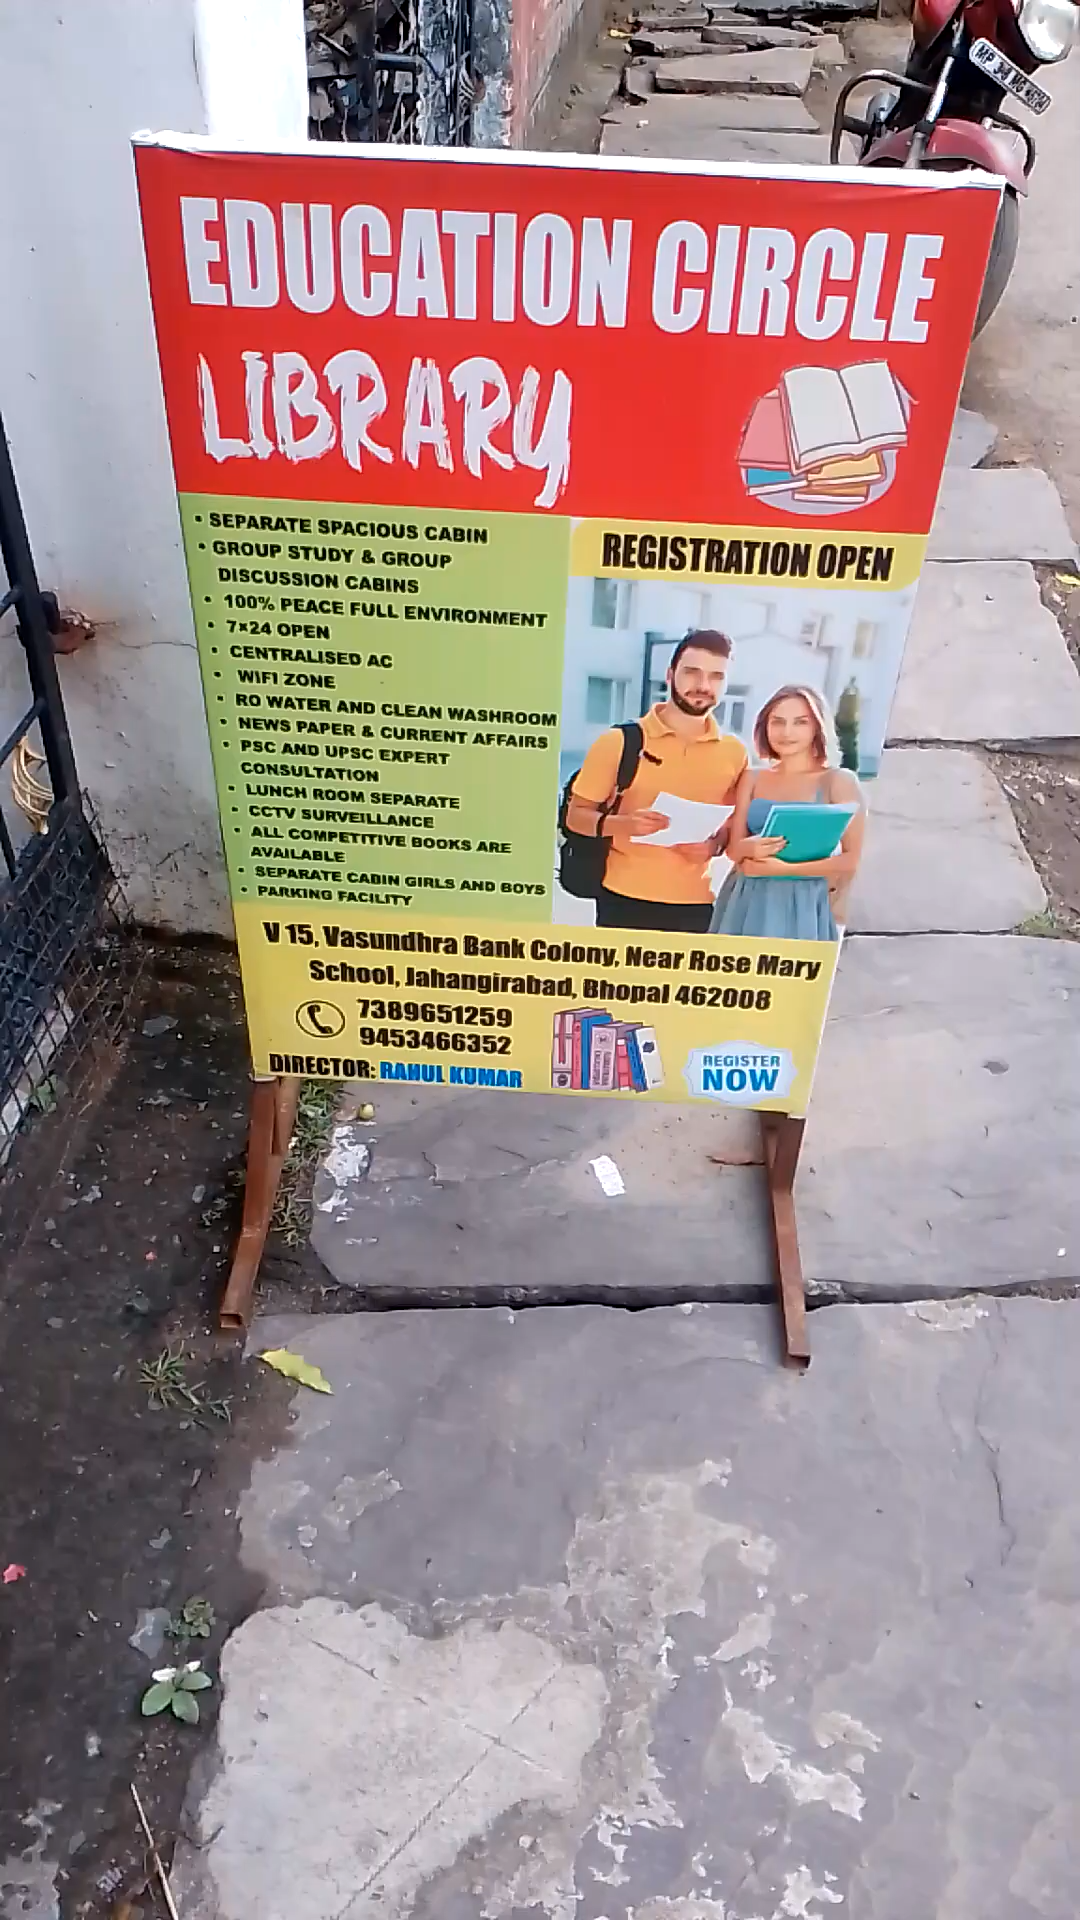 EDUCATION CIRCLE
LIBRARY
• SEPARATE SPACIOUS CABIN
• GROUP STUDY & GROUP
DISCUSSION CABINS
• 100% PEACE FULL ENVIRONMENT
• 7*24 OPEN
• CENTRALISED AC
• WIFI ZONE
• RO WATER AND CLEAN WASHROOM
• NEWS PAPER & CURRENT AFFAIRS
• PSC AND UPSC EXPERT
CONSULTATION
• LUNCH ROOM SEPARATE
• CCTV SURVEILLANCE
• ALL COMPETITIVE BOOKS ARE
AVAILABLE
• SEPARATE CABIN GIRLS AND BOYS
• PARKING FACILITY
REGISTRATION OPEN
V 15, Vasundhra Bank Colony, Near Rose Mary
School, Jahangirabad, Bhopal 462008
7389651259
9453466352
DIRECTOR: RAHUL KUMAR
REGISTER
NOW